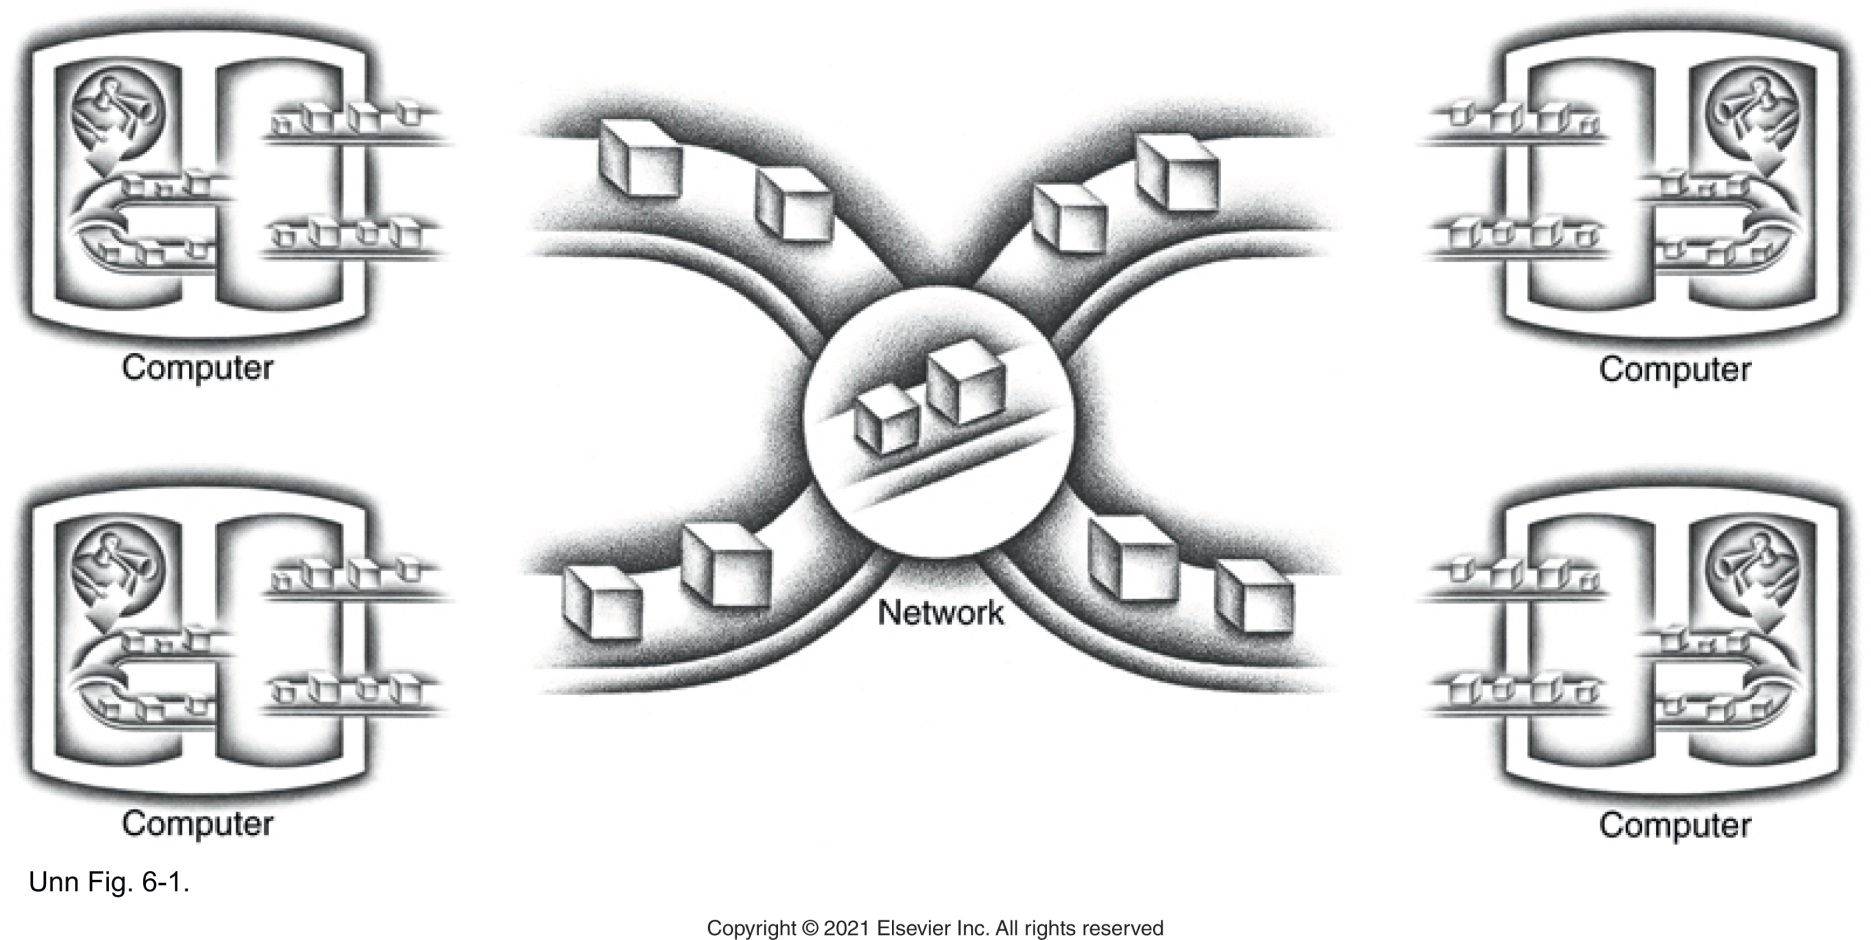 Computer
Computer
Network
Computer
Computer
Unn Fig. 6-1.
Copyright © 2021 Elsevier Inc. All rights reserved